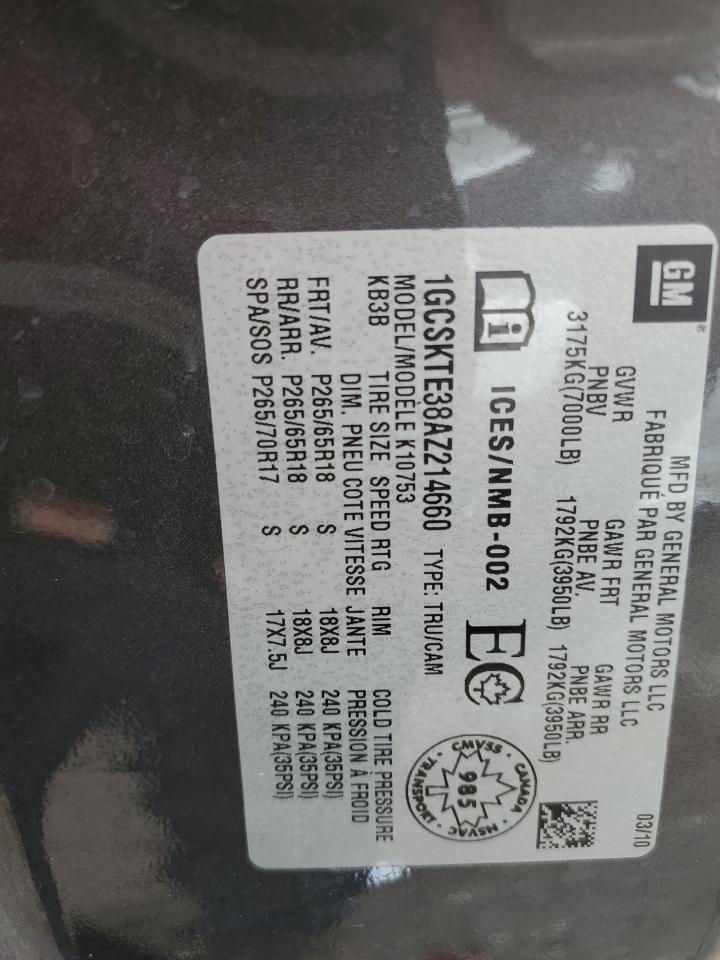 GM
MFD BY GENERAL MOTORS LLC 03/10
FABRIQUÉ PAR GENERAL MOTORS LLC
GVWR GAWR FRT GAWR RR
PNBV PNBE AV. PNBE ARR.
3175KG(7000LB) 1792KG(3950LB) 1792KG(3950LB)
i ICES/NMB-002 EC
CMVSS · CANADA · NSVAC · TRANSPORT ·
985
1GCSKTE38AZ214660 TYPE: TRU/CAM
MODEL/MODÈLE K10753
KB3B TIRE SIZE SPEED RTG RIM COLD TIRE PRESSURE
DIM. PNEU COTE VITESSE JANTE PRESSION À FROID
FRT/AV. P265/65R18 S 18X8J 240 KPA(35PSI)
RR/ARR. P265/65R18 S 18X8J 240 KPA(35PSI)
SPA/SOS P265/70R17 S 17X7.5J 240 KPA(35PSI)